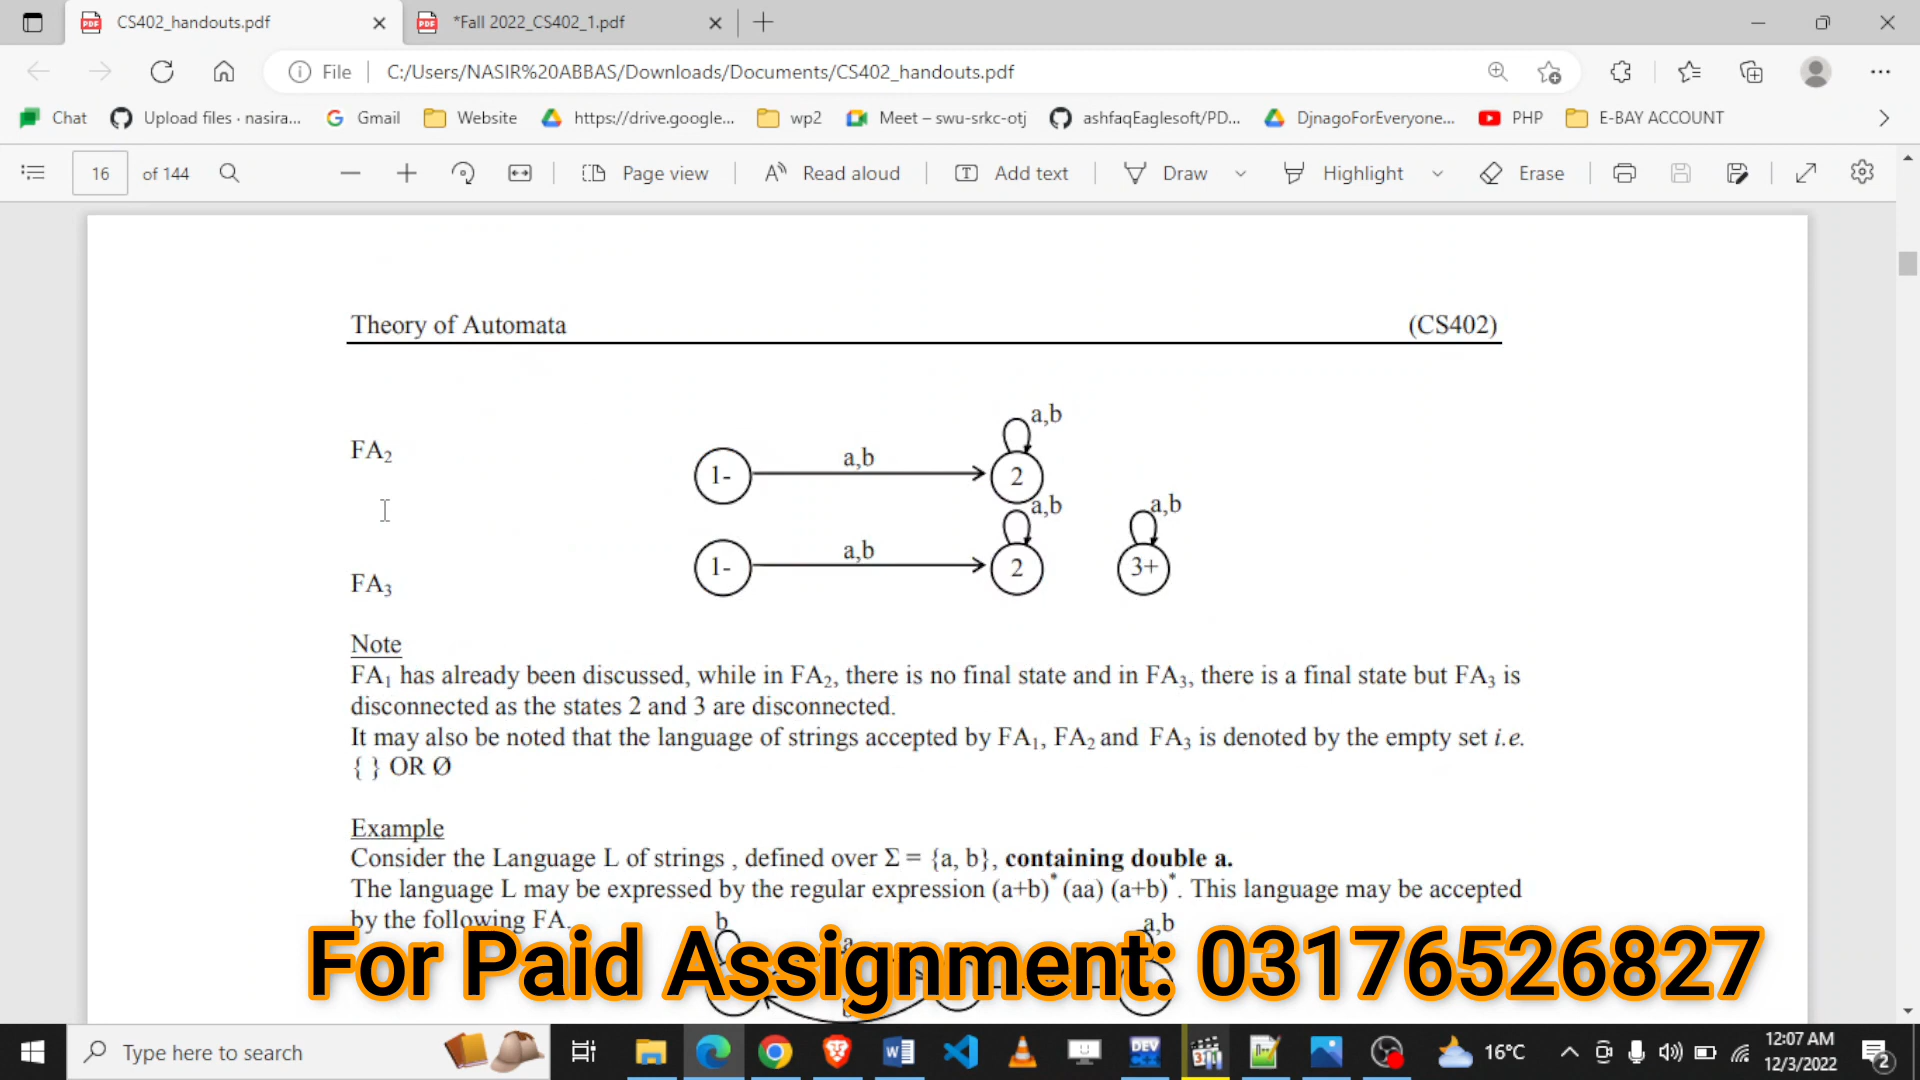 CS402_handouts.pdf
*Fall 2022_CS402_1.pdf
File
C:/Users/NASIR%20ABBAS/Downloads/Documents/CS402_handouts.pdf
Chat
Upload files · nasira...
Gmail
Website
https://drive.google...
wp2
Meet – swu-srkc-otj
ashfaqEaglesoft/PD...
DjnagoForEveryone...
PHP
E-BAY ACCOUNT
16 of 144
Page view
Read aloud
Add text
Draw
Highlight
Erase
Theory of Automata (CS402)
a,b
FA2
1- a,b 2
a,b a,b
1- a,b 2 3+
FA3
Note
FA1 has already been discussed, while in FA2, there is no final state and in FA3, there is a final state but FA3 is
disconnected as the states 2 and 3 are disconnected.
It may also be noted that the language of strings accepted by FA1, FA2 and FA3 is denoted by the empty set i.e.
{ } OR Ø
Example
Consider the Language L of strings , defined over Σ = {a, b}, containing double a.
The language L may be expressed by the regular expression (a+b)* (aa) (a+b)*. This language may be accepted
by the following FA.
b a,b
a
For Paid Assignment: 03176526827
Type here to search
DEV
16°C
12:07 AM
12/3/2022
2